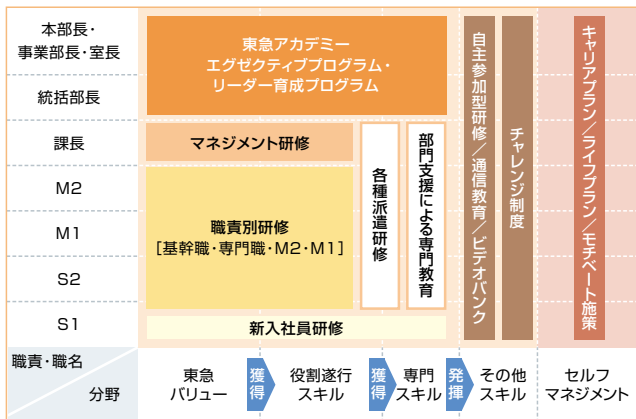 本部長・
事業部長・室長
統括部長
課長
M2
M1
S2
S1
職責・職名
分野
東急アカデミー
エグゼクティブプログラム・
リーダー育成プログラム
マネジメント研修
職責別研修
［基幹職・専門職・M2・M1］
新入社員研修
各種派遣研修
部門支援による専門教育
自主参加型研修／通信教育／ビデオバンク
チャレンジ制度
キャリアプラン／ライフプラン／モチベート施策
東急
バリュー
獲得
役割遂行
スキル
獲得
専門
スキル
発揮
その他
スキル
セルフ
マネジメント